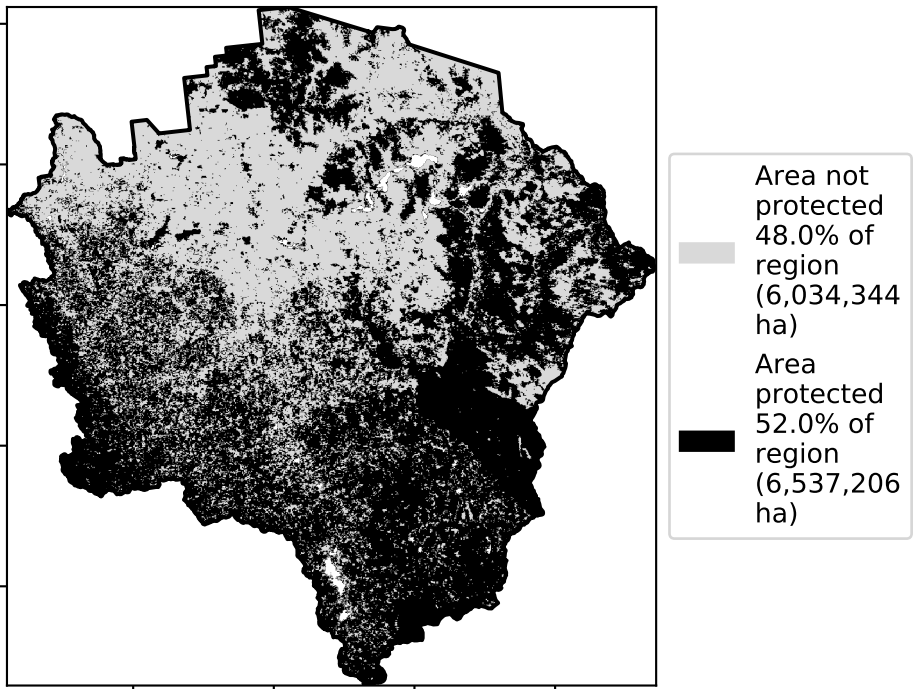 Area not
protected
48.0% of
region
(6,034,344
ha)
Area
protected
52.0% of
region
(6,537,206
ha)